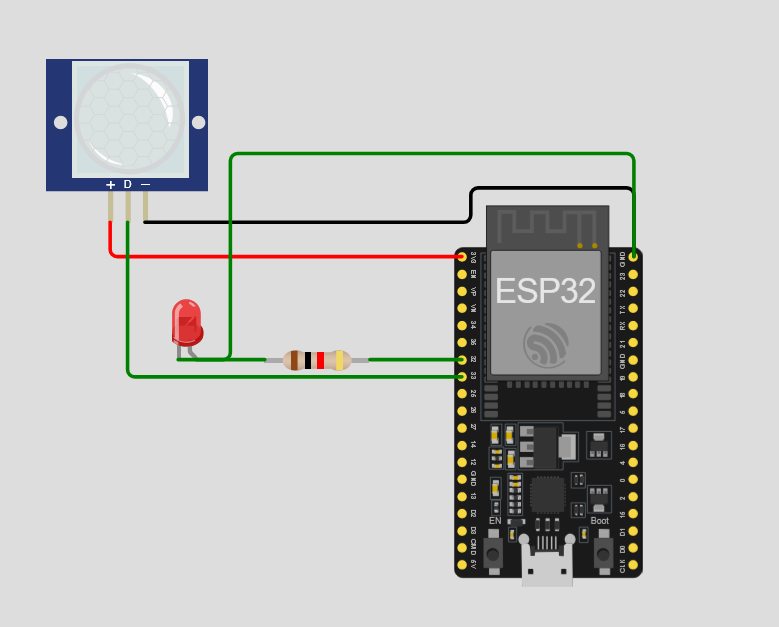 + D −
ESP32
3V3
EN
VP
VN
34
35
32
33
25
26
27
14
12
GND
13
D2
D3
CMD
5V
GND
23
22
TX
RX
21
GND
19
18
5
17
16
4
0
2
15
D1
D0
CLK
EN
Boot